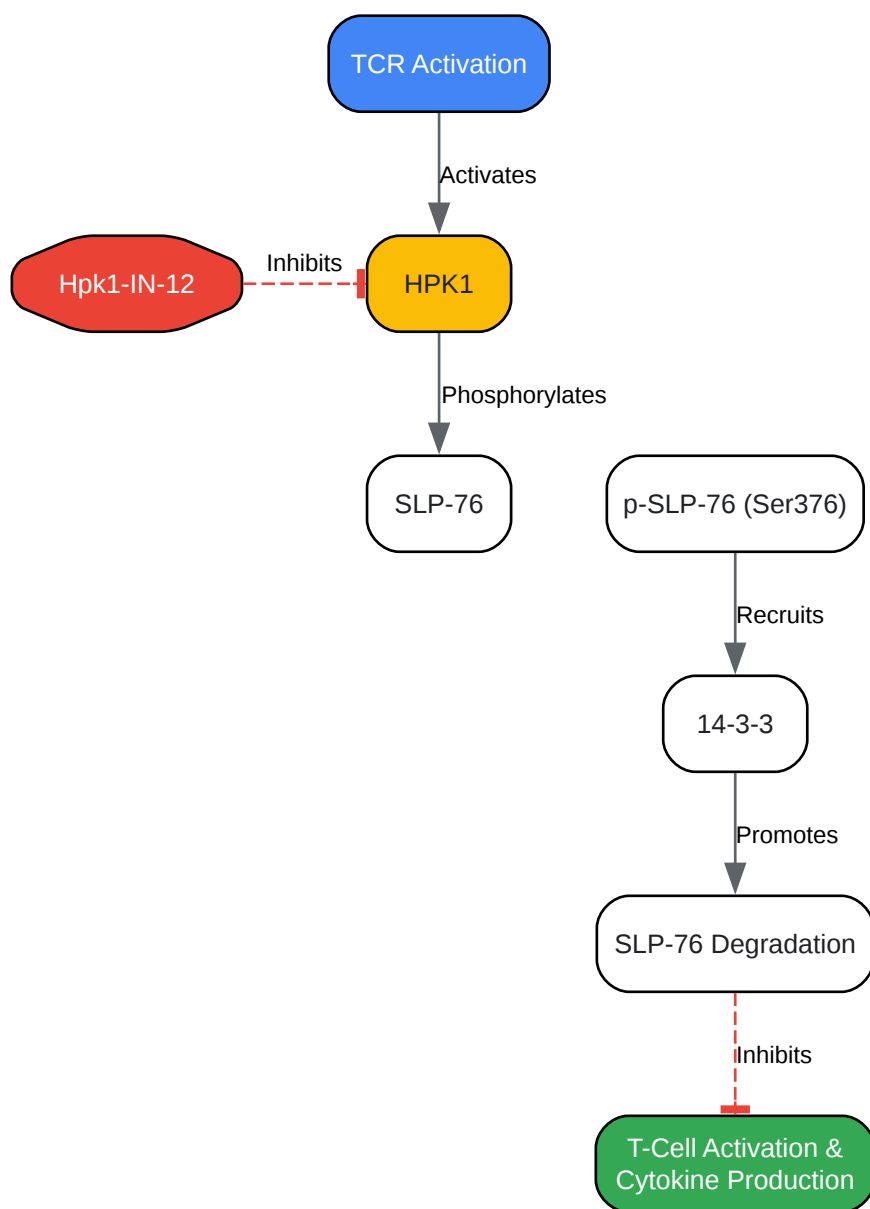 TCR Activation
Activates
Hpk1-IN-12
Inhibits
HPK1
Phosphorylates
SLP-76
p-SLP-76 (Ser376)
Recruits
14-3-3
Promotes
SLP-76 Degradation
Inhibits
T-Cell Activation &
Cytokine Production